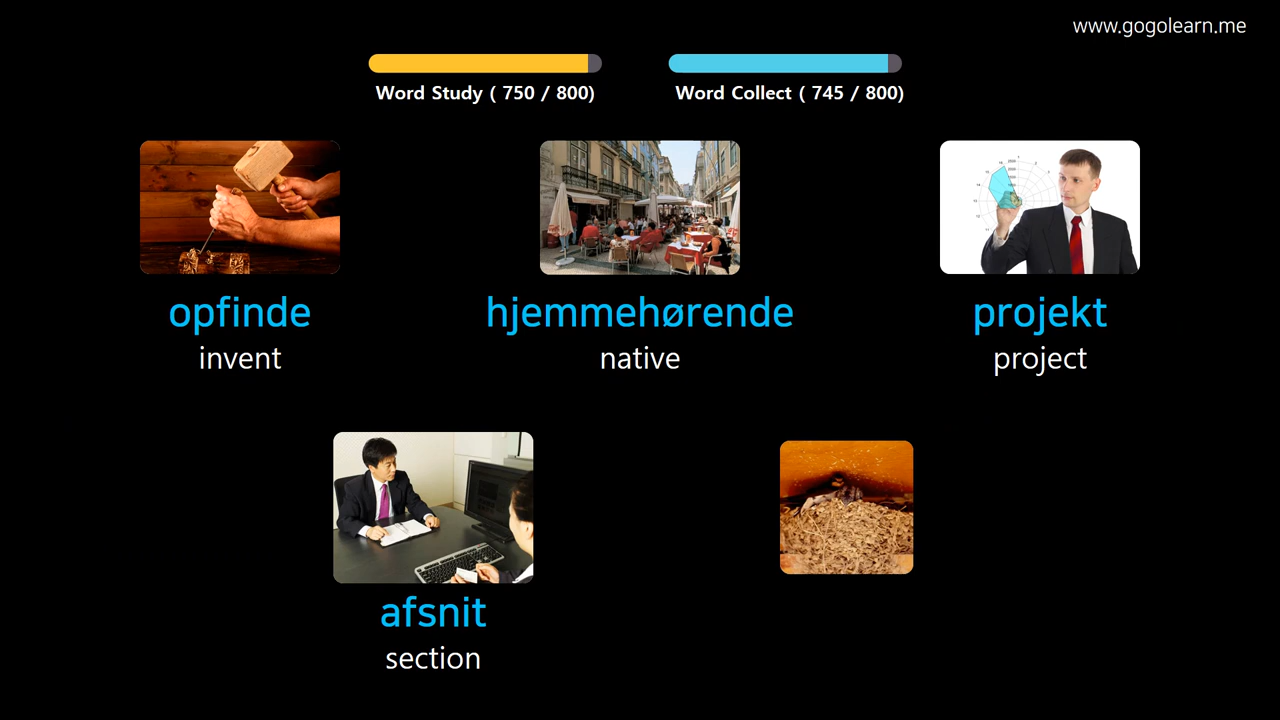 www.gogolearn.me
Word Study ( 750 / 800)
Word Collect ( 745 / 800)
opfinde
invent
hjemmehørende
native
projekt
project
afsnit
section